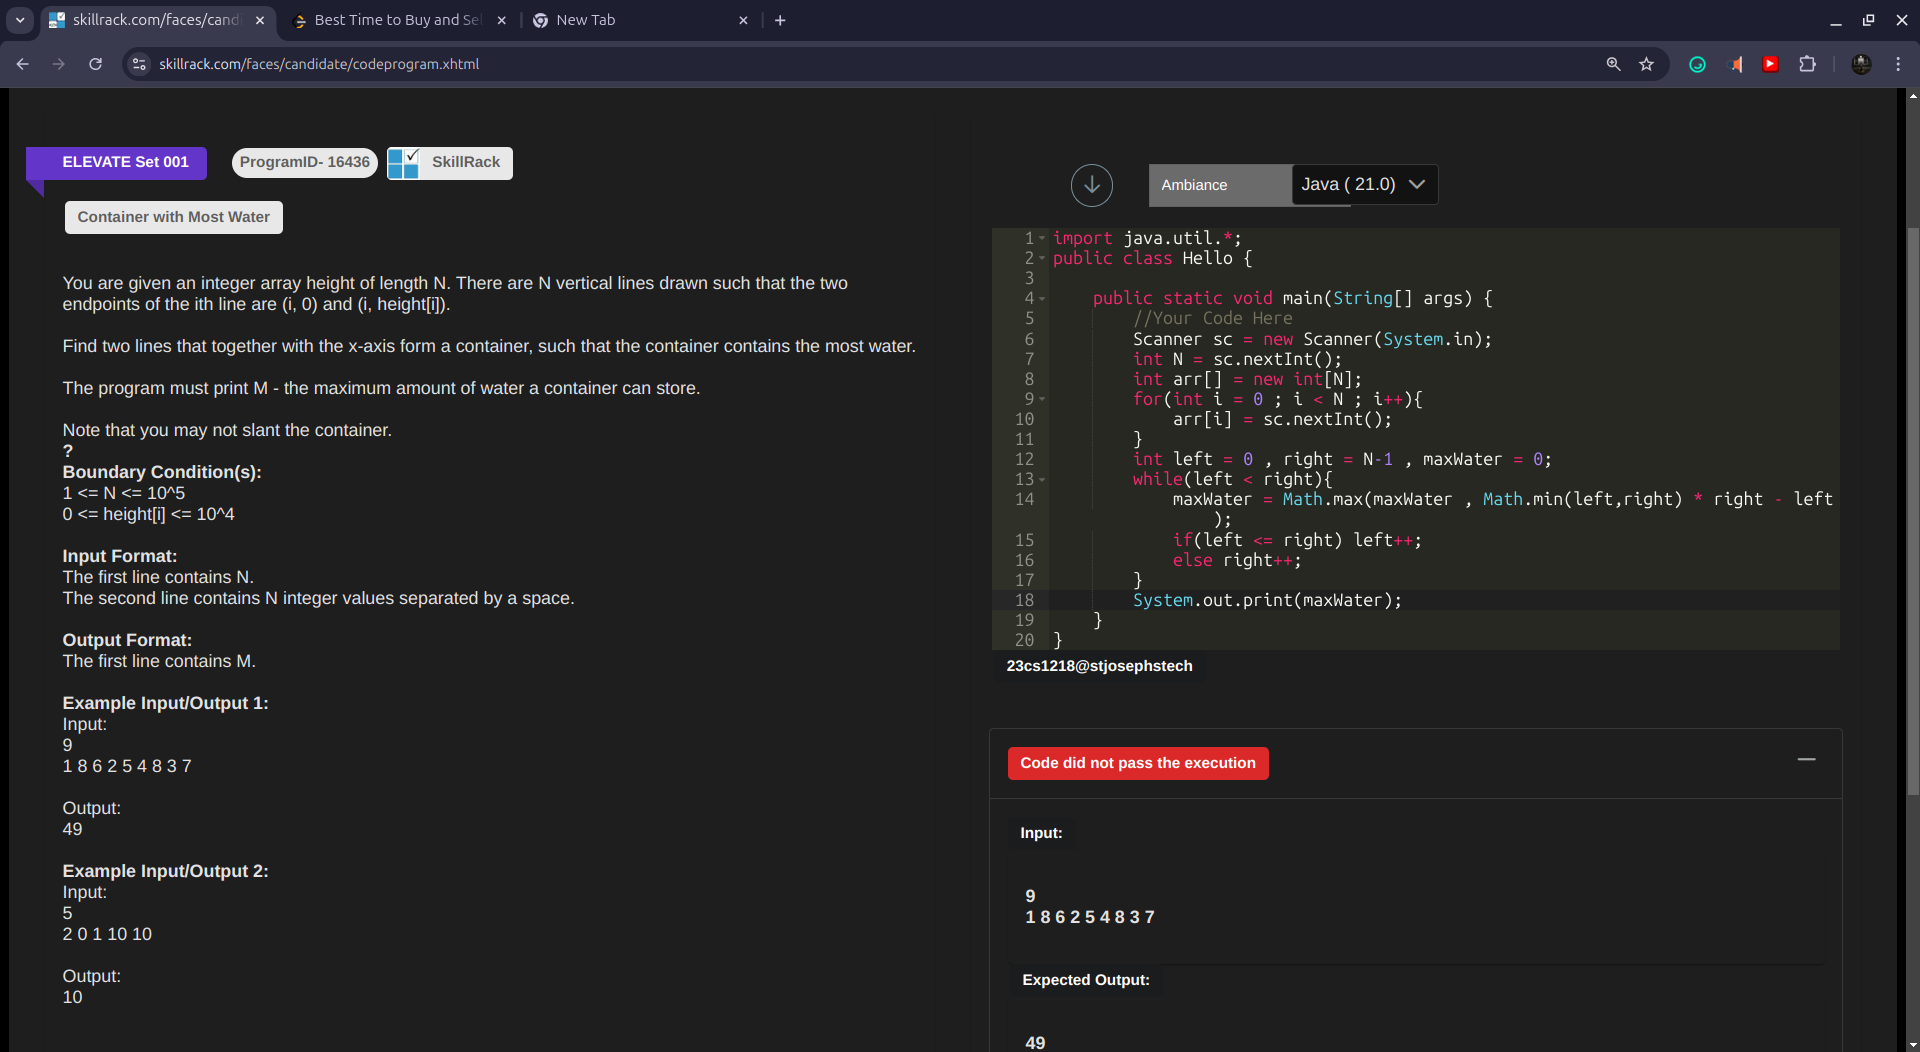 skillrack.com/faces/candi
Best Time to Buy and Se
New Tab
skillrack.com/faces/candidate/codeprogram.xhtml
ELEVATE Set 001
ProgramID- 16436
SkillRack
Container with Most Water
You are given an integer array height of length N. There are N vertical lines drawn such that the two
endpoints of the ith line are (i, 0) and (i, height[i]).
Find two lines that together with the x-axis form a container, such that the container contains the most water.
The program must print M - the maximum amount of water a container can store.
Note that you may not slant the container.
?
Boundary Condition(s):
1 <= N <= 10^5
0 <= height[i] <= 10^4
Input Format:
The first line contains N.
The second line contains N integer values separated by a space.
Output Format:
The first line contains M.
Example Input/Output 1:
Input:
9
1 8 6 2 5 4 8 3 7
Output:
49
Example Input/Output 2:
Input:
5
2 0 1 10 10
Output:
10
Ambiance
Java ( 21.0)
1 import java.util.*;
2 public class Hello {
3
4 public static void main(String[] args) {
5 //Your Code Here
6 Scanner sc = new Scanner(System.in);
7 int N = sc.nextInt();
8 int arr[] = new int[N];
9 for(int i = 0 ; i < N ; i++){
10 arr[i] = sc.nextInt();
11 }
12 int left = 0 , right = N-1 , maxWater = 0;
13 while(left < right){
14 maxWater = Math.max(maxWater , Math.min(left,right) * right - left
);
15 if(left <= right) left++;
16 else right++;
17 }
18 System.out.print(maxWater);
19 }
20 }
23cs1218@stjosephstech
Code did not pass the execution
Input:
9
1 8 6 2 5 4 8 3 7
Expected Output:
49